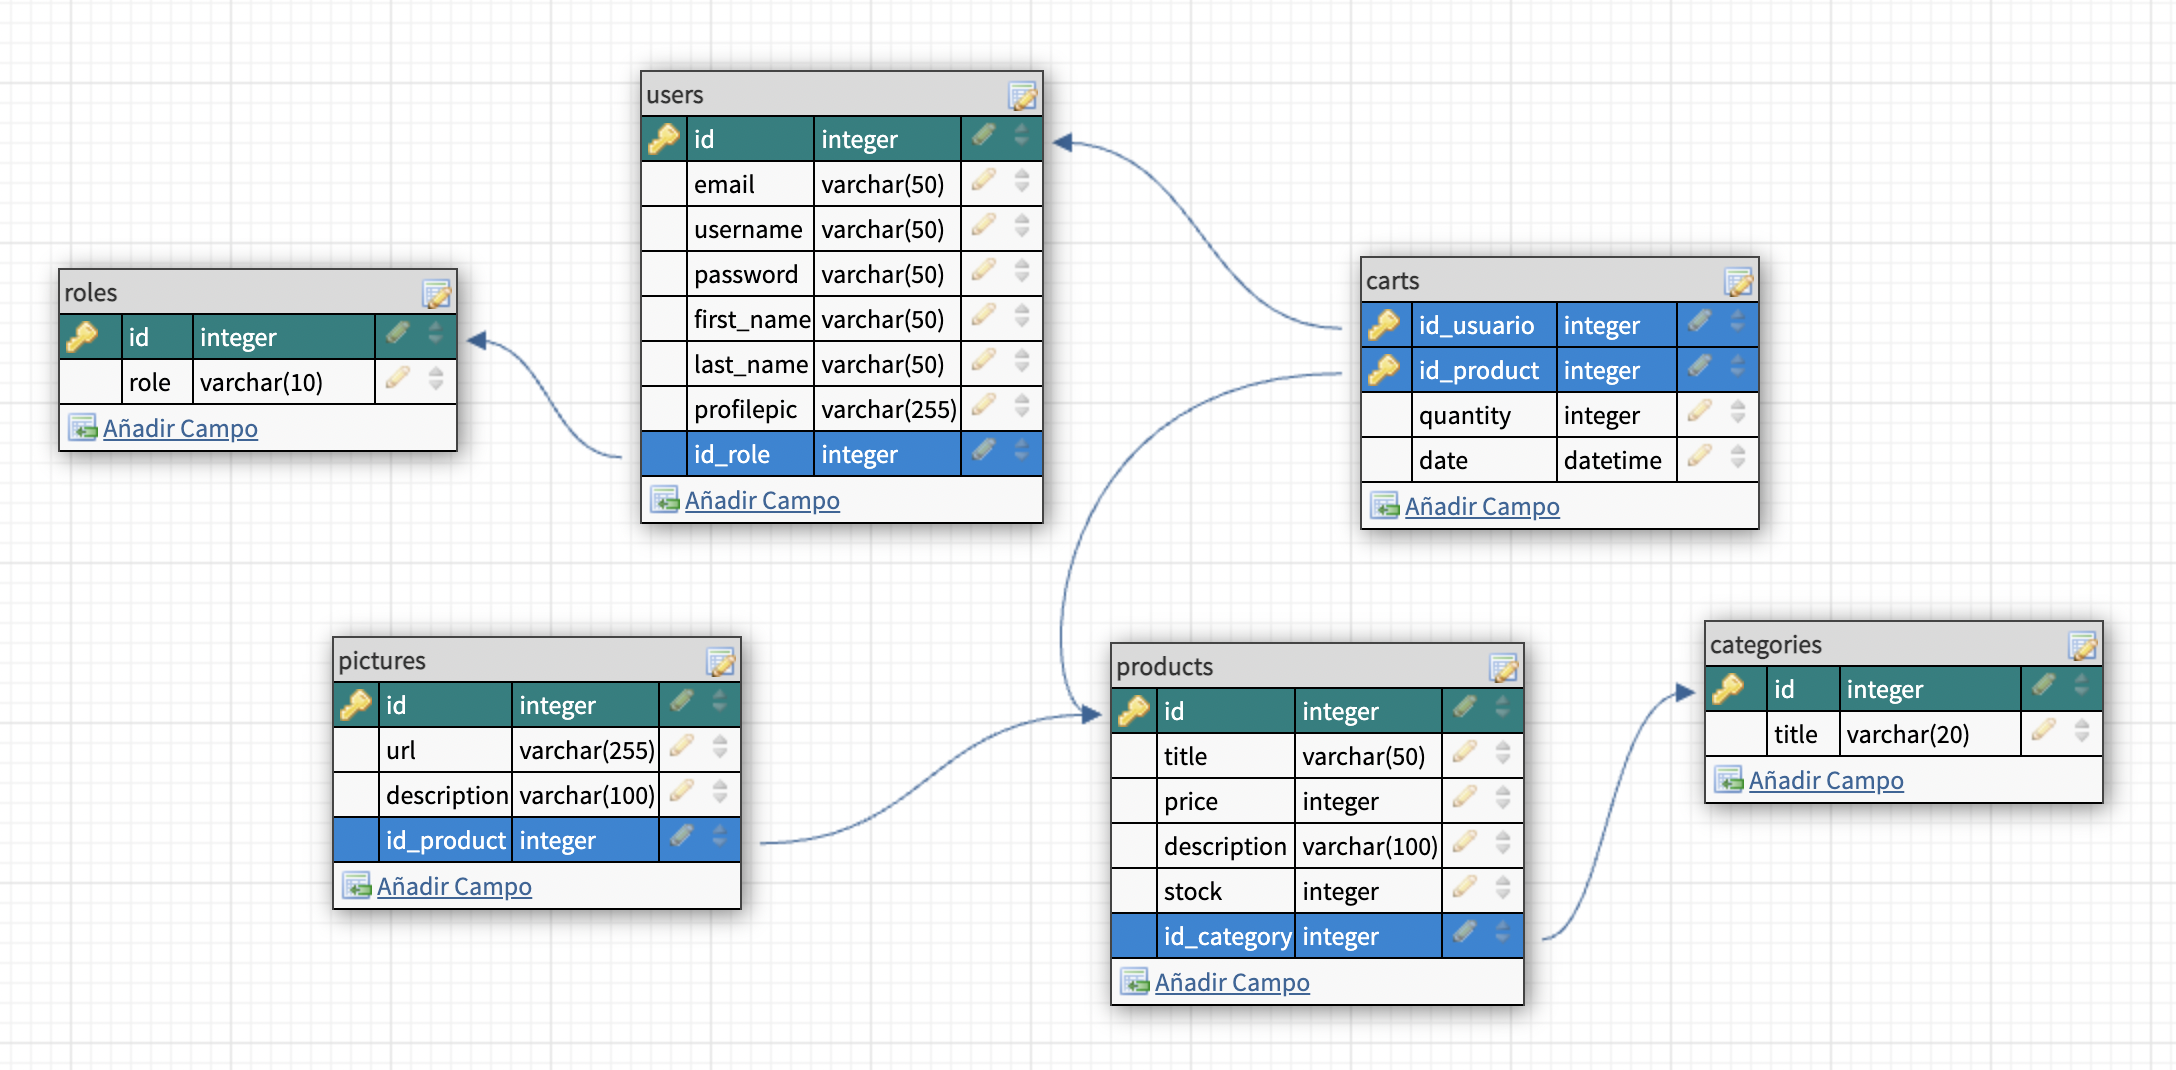 users
id integer
email varchar(50)
username varchar(50)
password varchar(50)
first_name varchar(50)
last_name varchar(50)
profilepic varchar(255)
id_role integer
Añadir Campo
roles
id integer
role varchar(10)
Añadir Campo
carts
id_usuario integer
id_product integer
quantity integer
date datetime
Añadir Campo
pictures
id integer
url varchar(255)
description varchar(100)
id_product integer
Añadir Campo
products
id integer
title varchar(50)
price integer
description varchar(100)
stock integer
id_category integer
Añadir Campo
categories
id integer
title varchar(20)
Añadir Campo